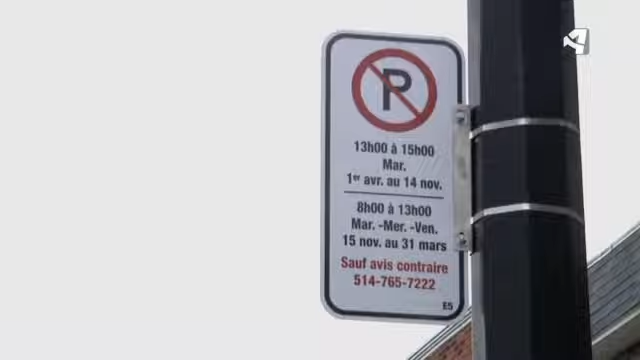 P
13h00 à 15h00
Mar.
1er avr. au 14 nov.
8h00 à 13h00
Mar. -Mer. -Ven.
15 nov. au 31 mars
Sauf avis contraire
514-765-7222
E5